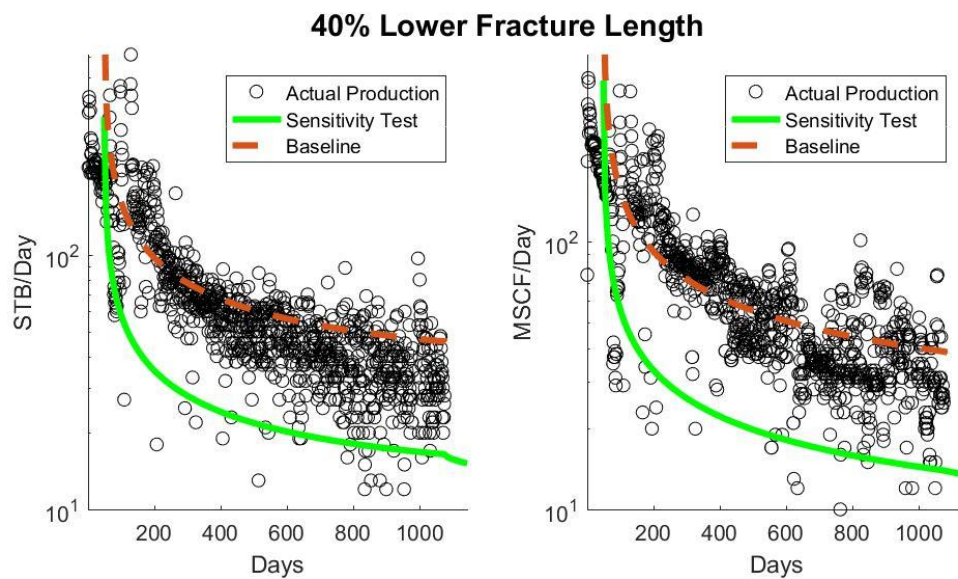 40% Lower Fracture Length
Actual Production
Sensitivity Test
Baseline
STB/Day
10^2
10^1
200 400 600 800 1000
Days
Actual Production
Sensitivity Test
Baseline
MSCF/Day
10^2
10^1
200 400 600 800 1000
Days